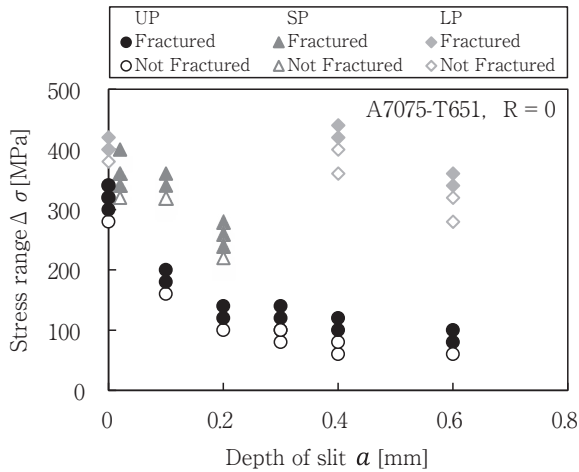 UP SP LP
● Fractured ▲ Fractured ◆ Fractured
○ Not Fractured △ Not Fractured ◇ Not Fractured
A7075-T651, R = 0
Stress range Δ σ [MPa]
500
400
300
200
100
0
0 0.2 0.4 0.6 0.8
Depth of slit a [mm]